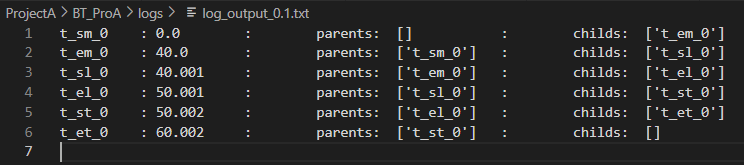 ProjectA > BT_ProA > logs > log_output_0.1.txt
1 t_sm_0 : 0.0 : parents: [] : childs: ['t_em_0']
2 t_em_0 : 40.0 : parents: ['t_sm_0'] : childs: ['t_sl_0']
3 t_sl_0 : 40.001 : parents: ['t_em_0'] : childs: ['t_el_0']
4 t_el_0 : 50.001 : parents: ['t_sl_0'] : childs: ['t_st_0']
5 t_st_0 : 50.002 : parents: ['t_el_0'] : childs: ['t_et_0']
6 t_et_0 : 60.002 : parents: ['t_st_0'] : childs: []
7